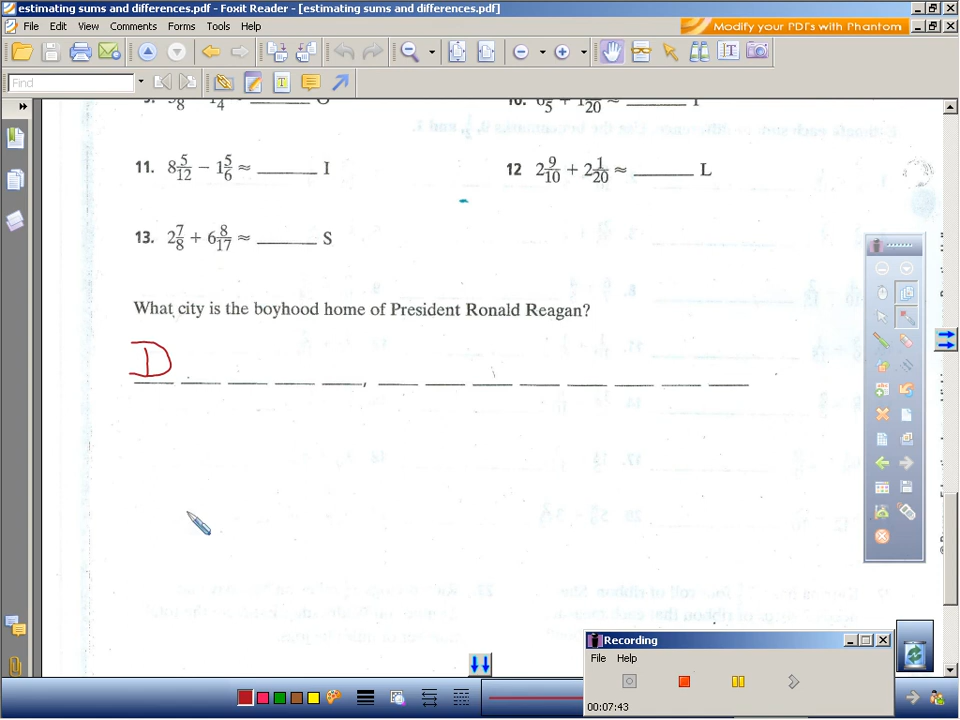 estimating sums and differences.pdf - Foxit Reader - [estimating sums and differences.pdf]
File Edit View Comments Forms Tools Help
Modify your PDFs with Phantom
Find
11. 8 5/12 − 1 5/6 ≈ ______ I
12 2 9/10 + 2 1/20 ≈ ______ L
13. 2 7/8 + 6 8/17 ≈ ______ S
What city is the boyhood home of President Ronald Reagan?
D
Recording
File Help
00:07:43